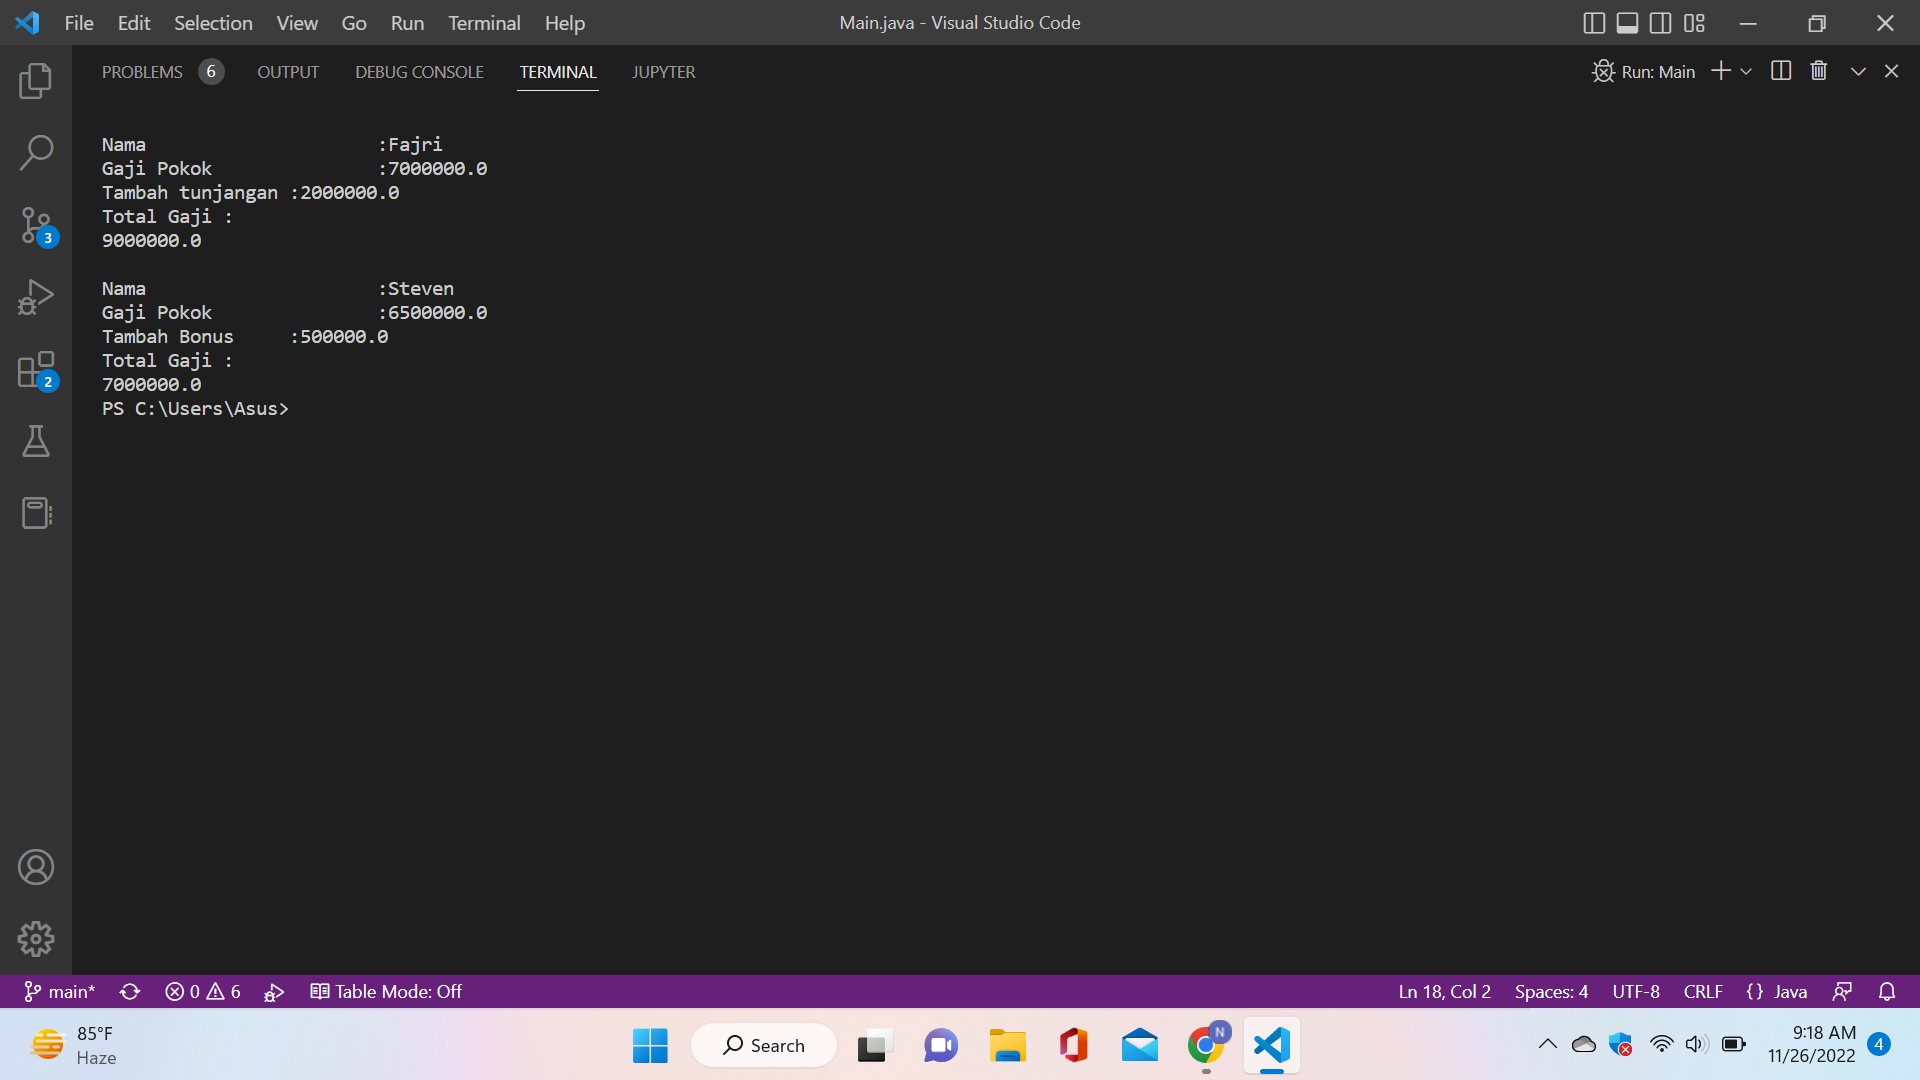 File Edit Selection View Go Run Terminal Help Main.java - Visual Studio Code
PROBLEMS 6 OUTPUT DEBUG CONSOLE TERMINAL JUPYTER Run: Main
Nama :Fajri
Gaji Pokok :7000000.0
Tambah tunjangan :2000000.0
Total Gaji :
9000000.0
Nama :Steven
Gaji Pokok :6500000.0
Tambah Bonus :500000.0
Total Gaji :
7000000.0
PS C:\Users\Asus>
3
2
main* 0 6 Table Mode: Off Ln 18, Col 2 Spaces: 4 UTF-8 CRLF {} Java
85°F
Haze
Search
N
9:18 AM
11/26/2022
4